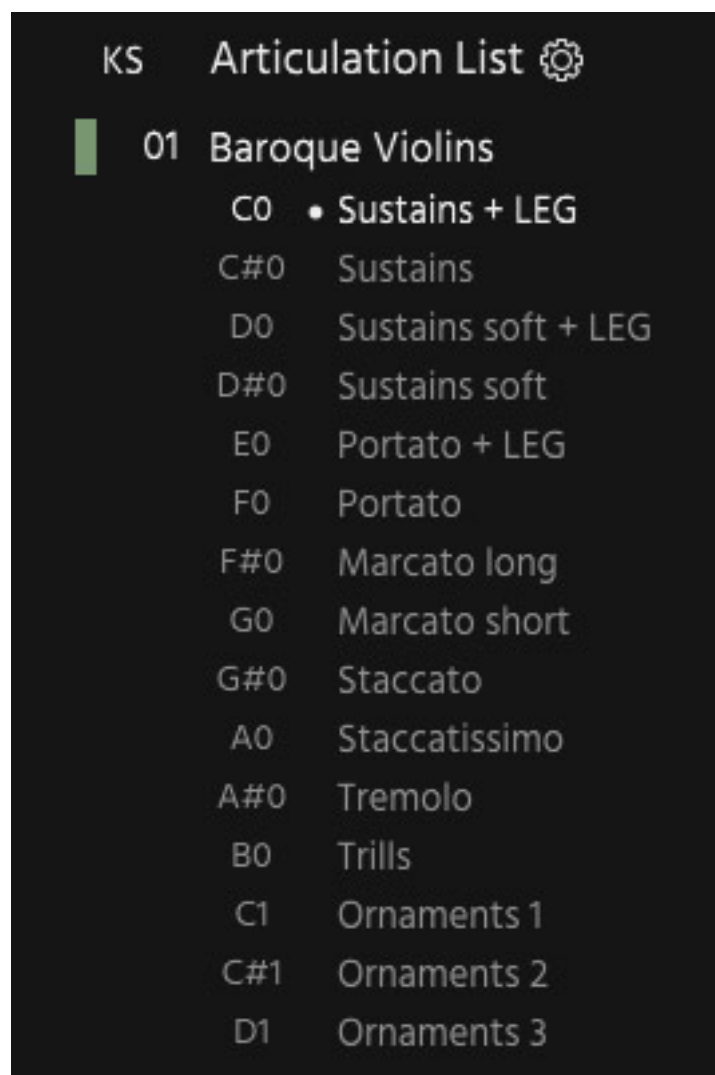 KS Articulation List
01 Baroque Violins
C0 • Sustains + LEG
C#0 Sustains
D0 Sustains soft + LEG
D#0 Sustains soft
E0 Portato + LEG
F0 Portato
F#0 Marcato long
G0 Marcato short
G#0 Staccato
A0 Staccatissimo
A#0 Tremolo
B0 Trills
C1 Ornaments 1
C#1 Ornaments 2
D1 Ornaments 3